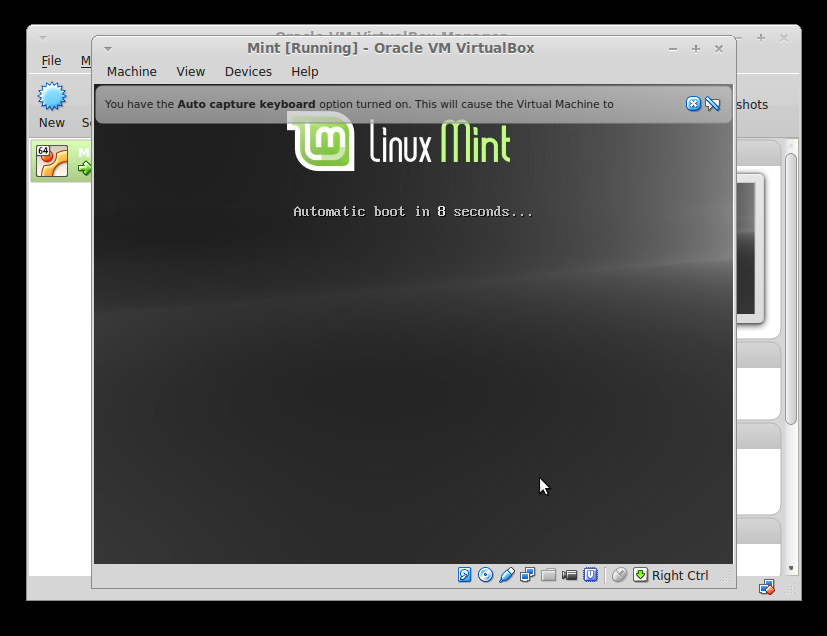 Oracle VM VirtualBox Manager
Mint [Running] - Oracle VM VirtualBox
File
Machine View Devices Help
You have the Auto capture keyboard option turned on. This will cause the Virtual Machine to
New
shots
64
Linux Mint
Automatic boot in 8 seconds...
Right Ctrl